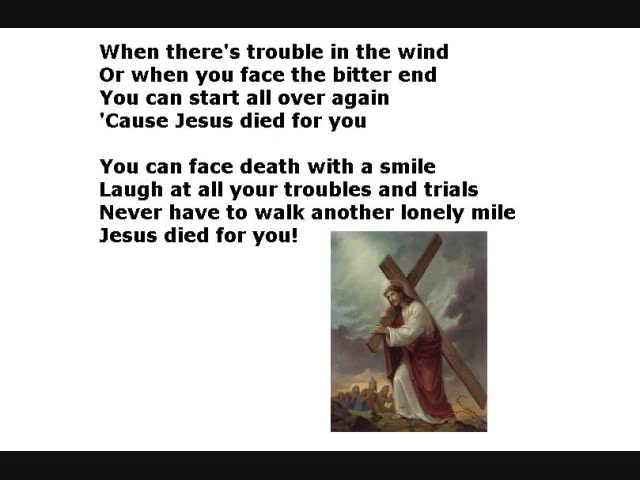 When there's trouble in the wind
Or when you face the bitter end
You can start all over again
'Cause Jesus died for you
You can face death with a smile
Laugh at all your troubles and trials
Never have to walk another lonely mile
Jesus died for you!